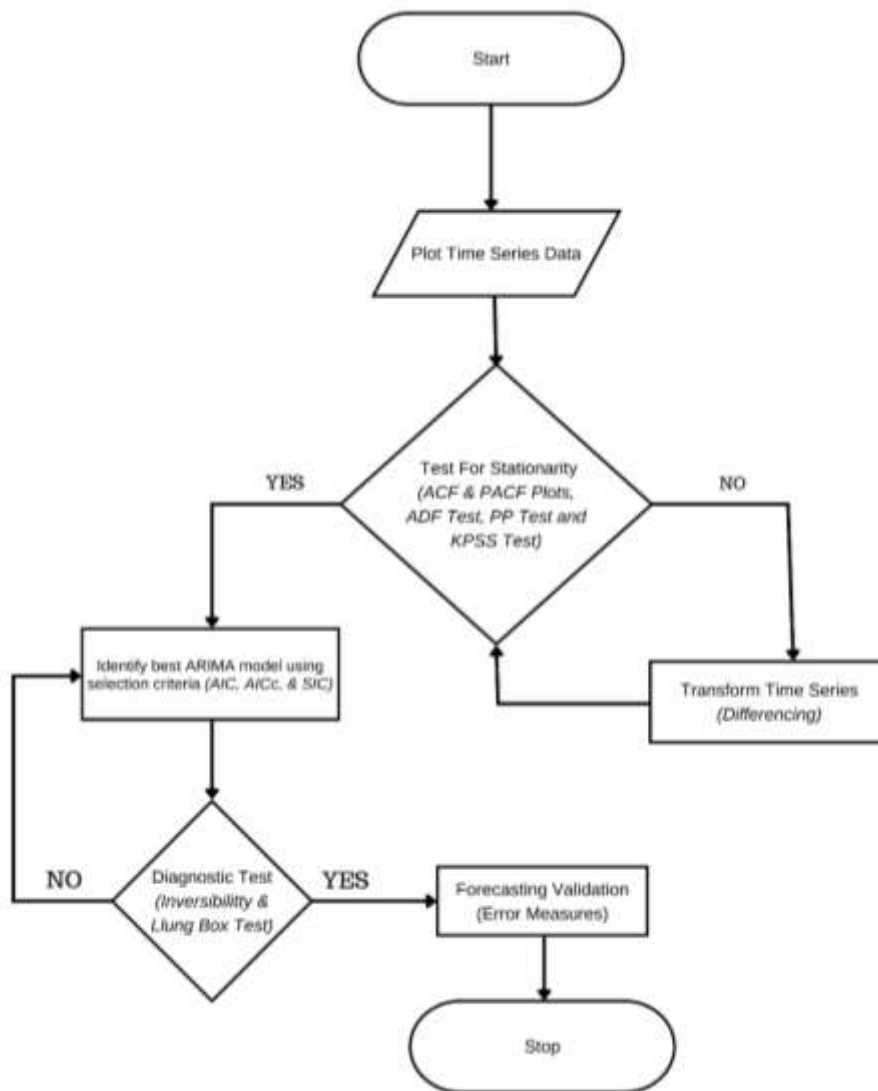 Start
Plot Time Series Data
Test For Stationarity
(ACF & PACF Plots,
ADF Test, PP Test and
KPSS Test)
YES
NO
Identify best ARIMA model using
selection criteria (AIC, AICc, & SIC)
Transform Time Series
(Differencing)
Diagnostic Test
(Inversibility &
Llung Box Test)
NO
YES
Forecasting Validation
(Error Measures)
Stop